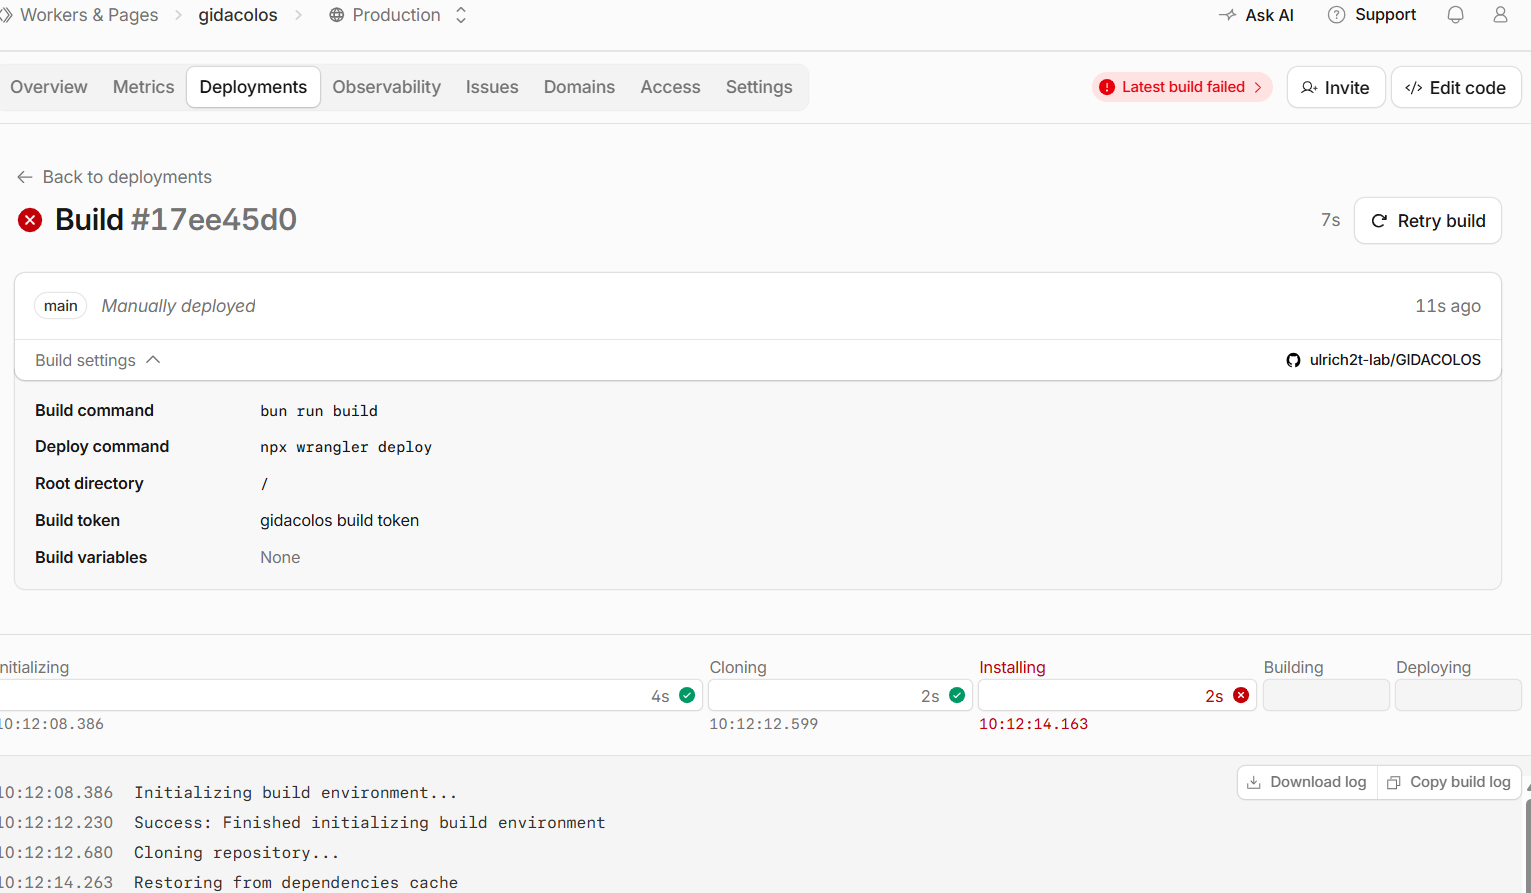 Workers & Pages > gidacolos > Production
Ask AI
Support
Overview Metrics Deployments Observability Issues Domains Access Settings
Latest build failed
Invite
Edit code
Back to deployments
Build #17ee45d0
7s
Retry build
main Manually deployed
11s ago
Build settings
ulrich2t-lab/GIDACOLOS
Build command bun run build
Deploy command npx wrangler deploy
Root directory /
Build token gidacolos build token
Build variables None
nitializing Cloning Installing Building Deploying
4s 2s 2s
10:12:08.386 10:12:12.599 10:12:14.163
Download log
Copy build log
10:12:08.386 Initializing build environment...
10:12:12.230 Success: Finished initializing build environment
10:12:12.680 Cloning repository...
10:12:14.263 Restoring from dependencies cache